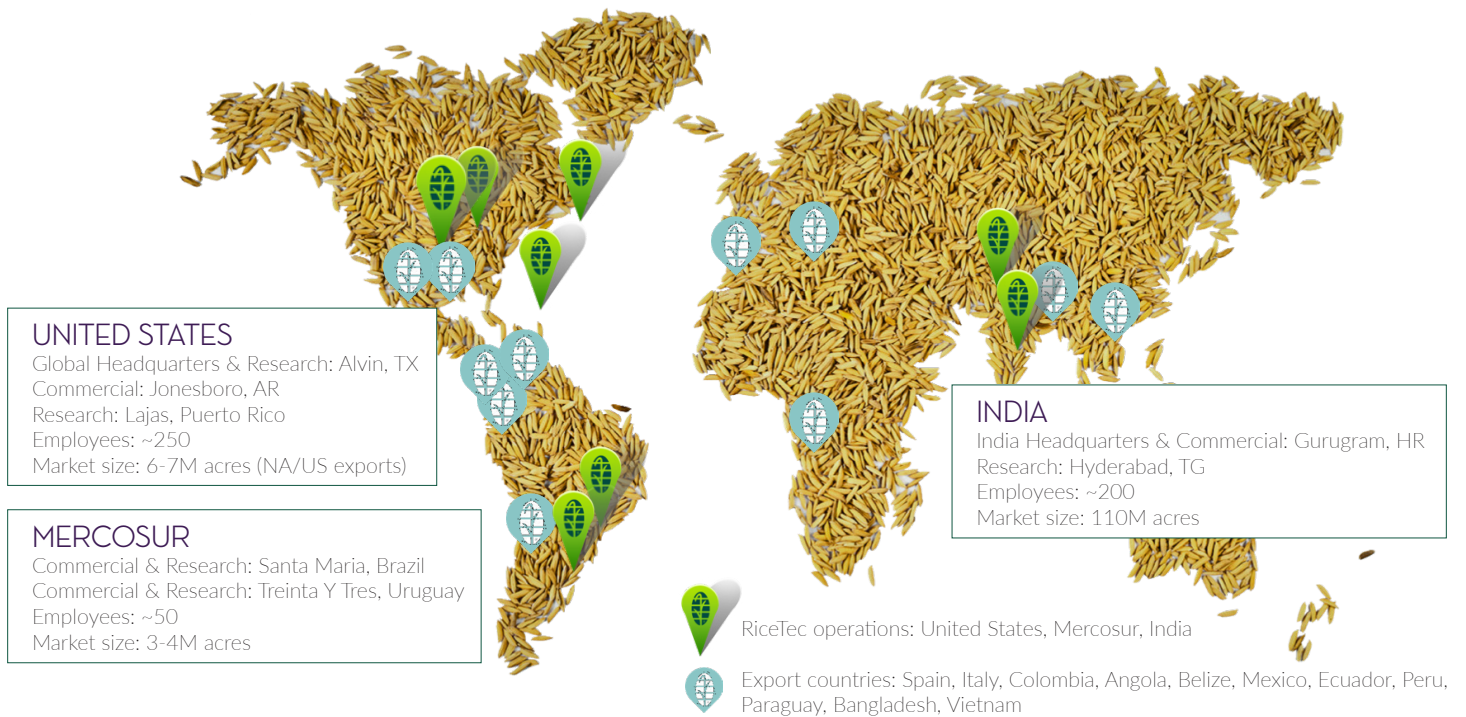 UNITED STATES
Global Headquarters & Research: Alvin, TX
Commercial: Jonesboro, AR
Research: Lajas, Puerto Rico
Employees: ~250
Market size: 6-7M acres (NA/US exports)
MERCOSUR
Commercial & Research: Santa Maria, Brazil
Commercial & Research: Treinta Y Tres, Uruguay
Employees: ~50
Market size: 3-4M acres
INDIA
India Headquarters & Commercial: Gurugram, HR
Research: Hyderabad, TG
Employees: ~200
Market size: 110M acres
RiceTec operations: United States, Mercosur, India
Export countries: Spain, Italy, Colombia, Angola, Belize, Mexico, Ecuador, Peru,
Paraguay, Bangladesh, Vietnam